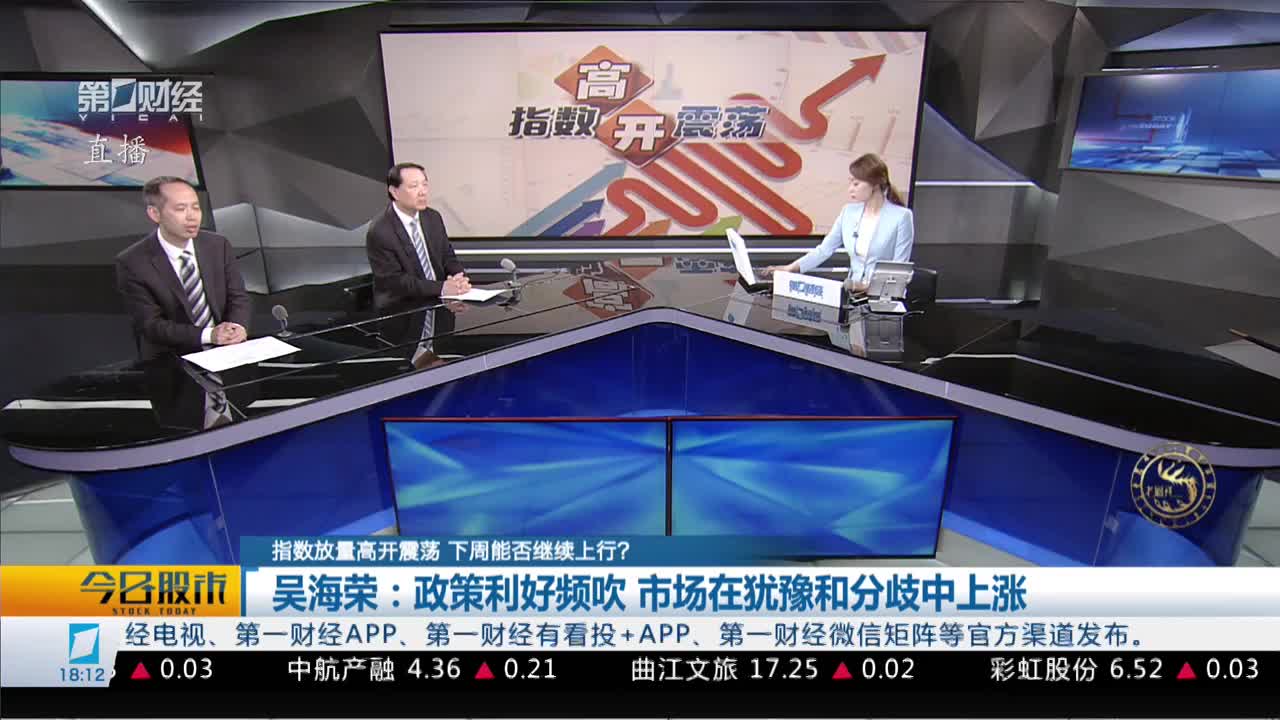 第一财经
YICAI
直播
指数高开震荡
第一财经
指数放量高开震荡 下周能否继续上行?
今日股市
STOCK TODAY
吴海荣：政策利好频吹 市场在犹豫和分歧中上涨
经电视、第一财经APP、第一财经有看投+APP、第一财经微信矩阵等官方渠道发布。
18:12
▲ 0.03 中航产融 4.36 ▲ 0.21 曲江文旅 17.25 ▲ 0.02 彩虹股份 6.52 ▲ 0.03